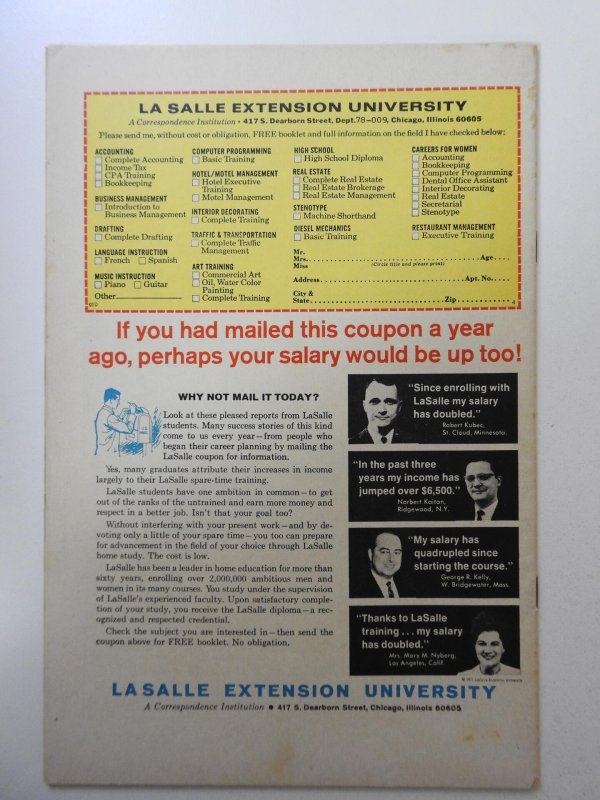 LA SALLE EXTENSION UNIVERSITY
A Correspondence Institution • 417 S. Dearborn Street, Dept. 78-009, Chicago, Illinois 60605
Please send me, without cost or obligation, FREE booklet and full information on the field I have checked below:
ACCOUNTING
Complete Accounting
Income Tax
CPA Training
Bookkeeping
BUSINESS MANAGEMENT
Introduction to
Business Management
DRAFTING
Complete Drafting
LANGUAGE INSTRUCTION
French Spanish
MUSIC INSTRUCTION
Piano Guitar
Other
COMPUTER PROGRAMMING
Basic Training
HOTEL/MOTEL MANAGEMENT
Hotel Executive
Training
Motel Management
INTERIOR DECORATING
Complete Training
TRAFFIC & TRANSPORTATION
Complete Traffic
Management
ART TRAINING
Commercial Art
Oil, Water Color
Painting
Complete Training
HIGH SCHOOL
High School Diploma
REAL ESTATE
Complete Real Estate
Real Estate Brokerage
Real Estate Management
STENOTYPE
Machine Shorthand
DIESEL MECHANICS
Basic Training
CAREERS FOR WOMEN
Accounting
Bookkeeping
Computer Programming
Dental Office Assistant
Interior Decorating
Real Estate
Secretarial
Stenotype
RESTAURANT MANAGEMENT
Executive Training
Mr.
Mrs. Age
Miss (Circle title and please print)
Address Apt. No.
City &
State Zip 4
If you had mailed this coupon a year
ago, perhaps your salary would be up too!
WHY NOT MAIL IT TODAY?
Look at these pleased reports from LaSalle
students. Many success stories of this kind
come to us every year—from people who
began their career planning by mailing the
LaSalle coupon for information.
Yes, many graduates attribute their increases in income
largely to their LaSalle spare-time training.
LaSalle students have one ambition in common—to get
out of the ranks of the untrained and earn more money and
respect in a better job. Isn't that your goal too?
Without interfering with your present work—and by de-
voting only a little of your spare time—you too can prepare
for advancement in the field of your choice through LaSalle
home study. The cost is low.
LaSalle has been a leader in home education for more than
sixty years, enrolling over 2,000,000 ambitious men and
women in its many courses. You study under the supervision
of LaSalle's experienced faculty. Upon satisfactory comple-
tion of your study, you receive the LaSalle diploma—a rec-
ognized and respected credential.
Check the subject you are interested in—then send the
coupon above for FREE booklet. No obligation.
"Since enrolling with
LaSalle my salary
has doubled."
Robert Kubec,
St. Cloud, Minnesota.
"In the past three
years my income has
jumped over $6,500."
Norbert Kaiton,
Ridgewood, N.Y.
"My salary has
quadrupled since
starting the course."
George R. Kelly,
W. Bridgewater, Mass.
"Thanks to LaSalle
training . . . my salary
has doubled."
Mrs. Mary M. Nyberg,
Los Angeles, Calif.
LA SALLE EXTENSION UNIVERSITY
A Correspondence Institution • 417 S. Dearborn Street, Chicago, Illinois 60605